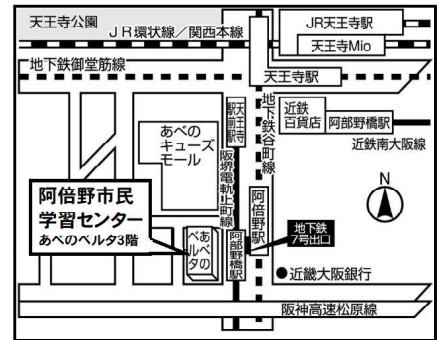 天王寺公園
JR環状線/関西本線
JR天王寺駅
天王寺Mio
地下鉄御堂筋線
天王寺駅
天王寺
駅前駅
地下鉄谷町線
近鉄
百貨店
阿部野橋駅
近鉄南大阪線
あべの
キューズ
モール
阪堺電軌上町線
N
阿倍野市民
学習センター
あべのベルタ3階
阿倍野駅
地下鉄
7号出口
あべの
ベルタ
阿部野橋駅
近畿大阪銀行
阪神高速松原線